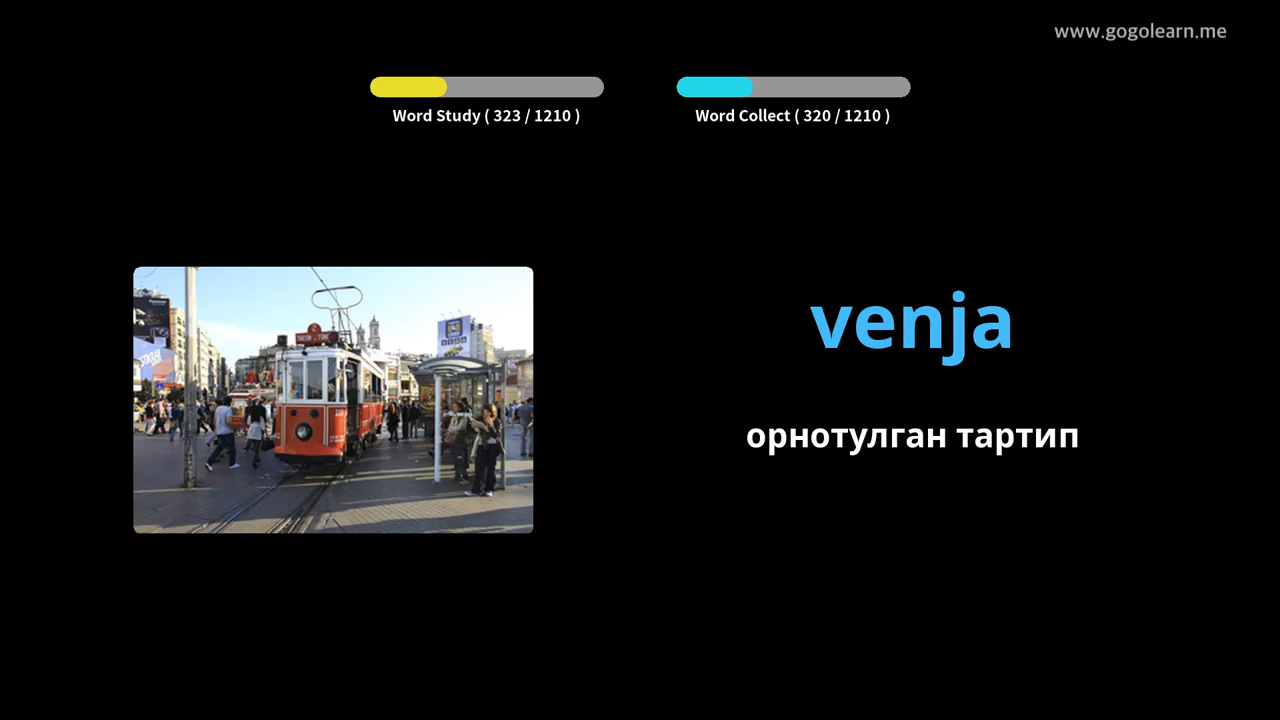 www.gogolearn.me
Word Study ( 323 / 1210 )
Word Collect ( 320 / 1210 )
venja
орнотулган тартип